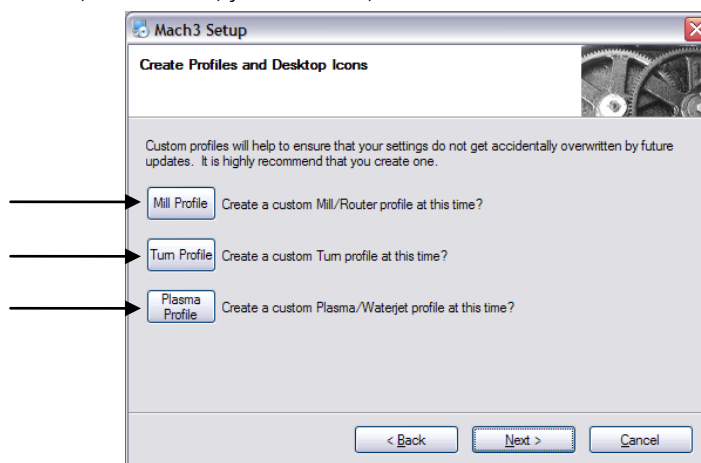 Mach3 Setup
Create Profiles and Desktop Icons
Custom profiles will help to ensure that your settings do not get accidentally overwritten by future
updates. It is highly recommend that you create one.
Mill Profile Create a custom Mill/Router profile at this time?
Turn Profile Create a custom Turn profile at this time?
Plasma
Profile Create a custom Plasma/Waterjet profile at this time?
< Back Next > Cancel